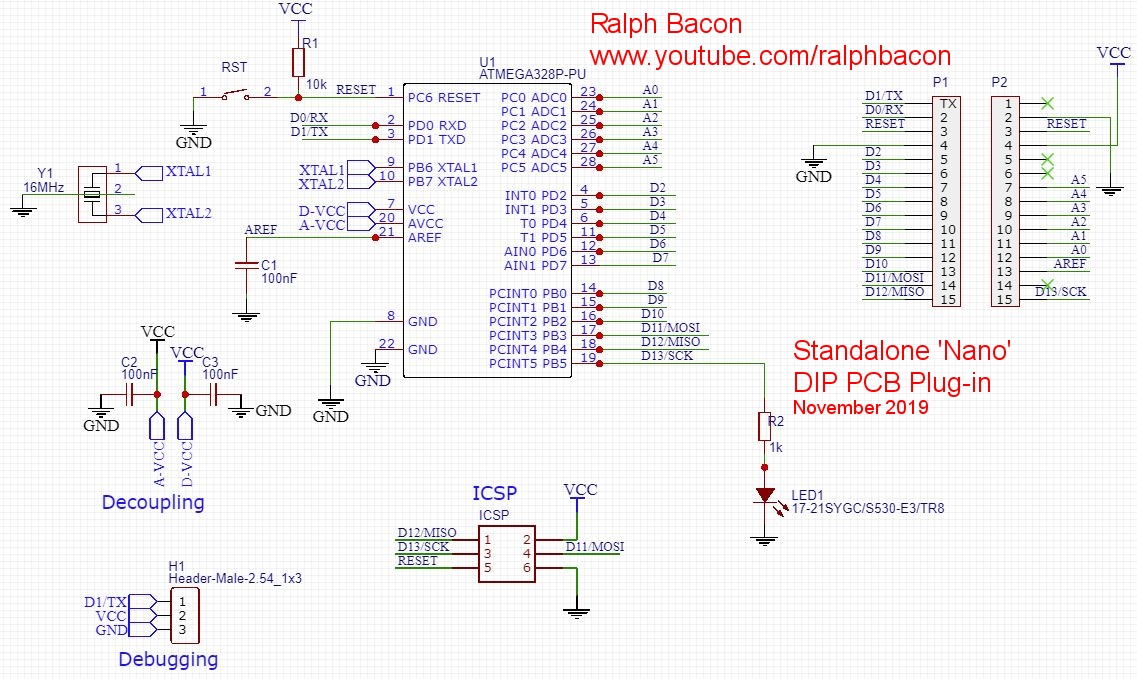 Ralph Bacon
www.youtube.com/ralphbacon
VCC
R1
10k
RST
1 2
GND
RESET
U1
ATMEGA328P-PU
1 PC6 RESET
D0/RX 2 PD0 RXD
D1/TX 3 PD1 TXD
XTAL1 9 PB6 XTAL1
XTAL2 10 PB7 XTAL2
D-VCC 7 VCC
A-VCC 20 AVCC
21 AREF
8 GND
22 GND
PC0 ADC0 23 A0
PC1 ADC1 24 A1
PC2 ADC2 25 A2
PC3 ADC3 26 A3
PC4 ADC4 27 A4
PC5 ADC5 28 A5
INT0 PD2 4 D2
INT1 PD3 5 D3
T0 PD4 6 D4
T1 PD5 11 D5
AIN0 PD6 12 D6
AIN1 PD7 13 D7
PCINT0 PB0 14 D8
PCINT1 PB1 15 D9
PCINT2 PB2 16 D10
PCINT3 PB3 17 D11/MOSI
PCINT4 PB4 18 D12/MISO
PCINT5 PB5 19 D13/SCK
Y1
16MHz
1 XTAL1
2
3 XTAL2
AREF
C1
100nF
GND
GND
VCC
VCC
C2
100nF
C3
100nF
GND
GND
A-VCC
D-VCC
Decoupling
P1
D1/TX TX
D0/RX 2
RESET 3
4
D2 5
D3 6
D4 7
D5 8
D6 9
D7 10
D8 11
D9 12
D10 13
D11/MOSI 14
D12/MISO 15
GND
P2
VCC
1
2
3 RESET
4
5
6
7 A5
8 A4
9 A3
10 A2
11 A1
12 A0
13 AREF
14
15 D13/SCK
Standalone 'Nano'
DIP PCB Plug-in
November 2019
R2
1k
LED1
17-21SYGC/S530-E3/TR8
ICSP
ICSP
VCC
D12/MISO 1 2
D13/SCK 3 4 D11/MOSI
RESET 5 6
H1
Header-Male-2.54_1x3
D1/TX 1
VCC 2
GND 3
Debugging